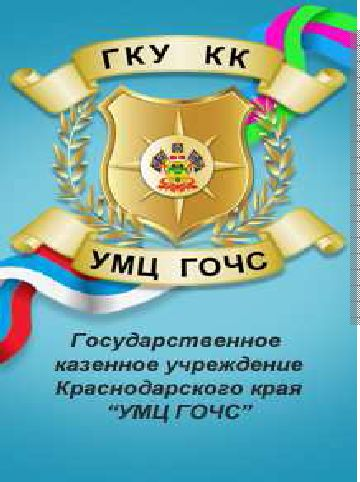 ГКУ КК
УМЦ ГОЧС
Государственное
казенное учреждение
Краснодарского края
“УМЦ ГОЧС”